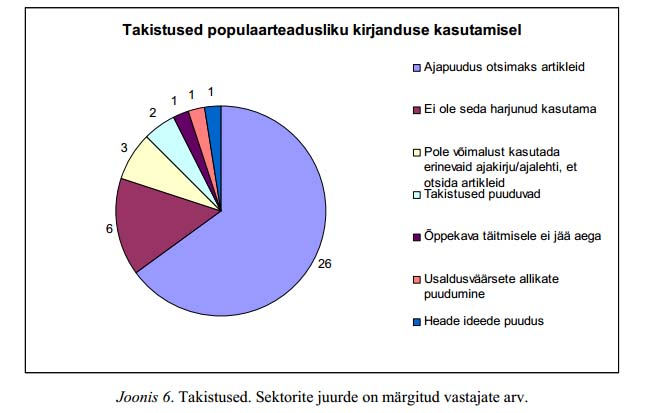 Takistused populaarteadusliku kirjanduse kasutamisel
Ajapuudus otsimaks artikleid
Ei ole seda harjunud kasutama
Pole võimalust kasutada
erinevaid ajakirju/ajalehti, et
otsida artikleid
Takistused puuduvad
Õppekava täitmisele ei jää aega
Usaldusväärsete allikate
puudumine
Heade ideede puudus
26
6
3
2
1
1
1
Joonis 6. Takistused. Sektorite juurde on märgitud vastajate arv.